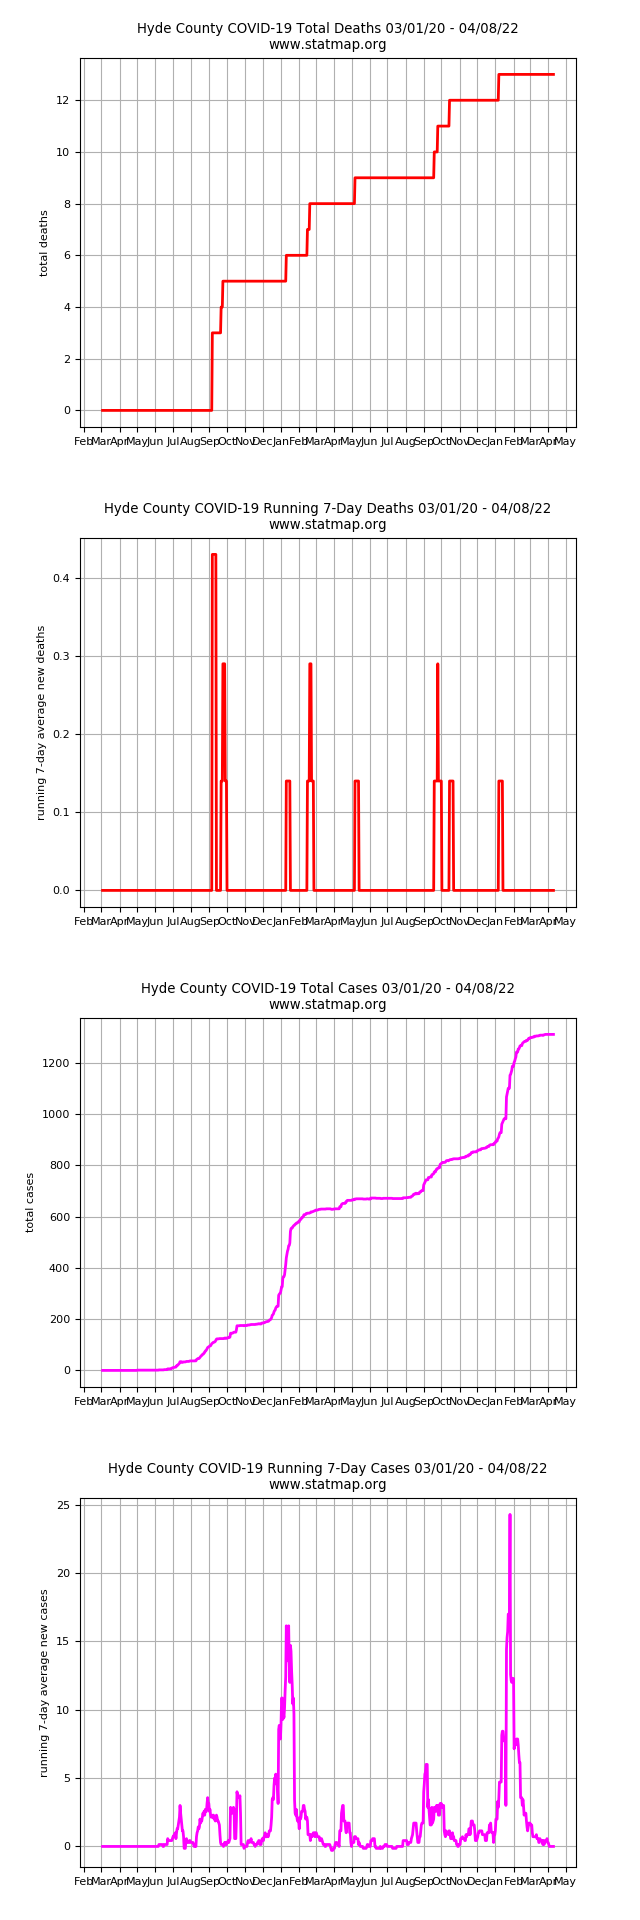 Hyde County COVID-19 Total Deaths 03/01/20 - 04/08/22
www.statmap.org
total deaths
12
10
8
6
4
2
0
Feb Mar Apr May Jun Jul Aug Sep Oct Nov Dec Jan Feb Mar Apr May Jun Jul Aug Sep Oct Nov Dec Jan Feb Mar Apr May
Hyde County COVID-19 Running 7-Day Deaths 03/01/20 - 04/08/22
www.statmap.org
running 7-day average new deaths
0.4
0.3
0.2
0.1
0.0
Feb Mar Apr May Jun Jul Aug Sep Oct Nov Dec Jan Feb Mar Apr May Jun Jul Aug Sep Oct Nov Dec Jan Feb Mar Apr May
Hyde County COVID-19 Total Cases 03/01/20 - 04/08/22
www.statmap.org
total cases
1200
1000
800
600
400
200
0
Feb Mar Apr May Jun Jul Aug Sep Oct Nov Dec Jan Feb Mar Apr May Jun Jul Aug Sep Oct Nov Dec Jan Feb Mar Apr May
Hyde County COVID-19 Running 7-Day Cases 03/01/20 - 04/08/22
www.statmap.org
running 7-day average new cases
25
20
15
10
5
0
Feb Mar Apr May Jun Jul Aug Sep Oct Nov Dec Jan Feb Mar Apr May Jun Jul Aug Sep Oct Nov Dec Jan Feb Mar Apr May